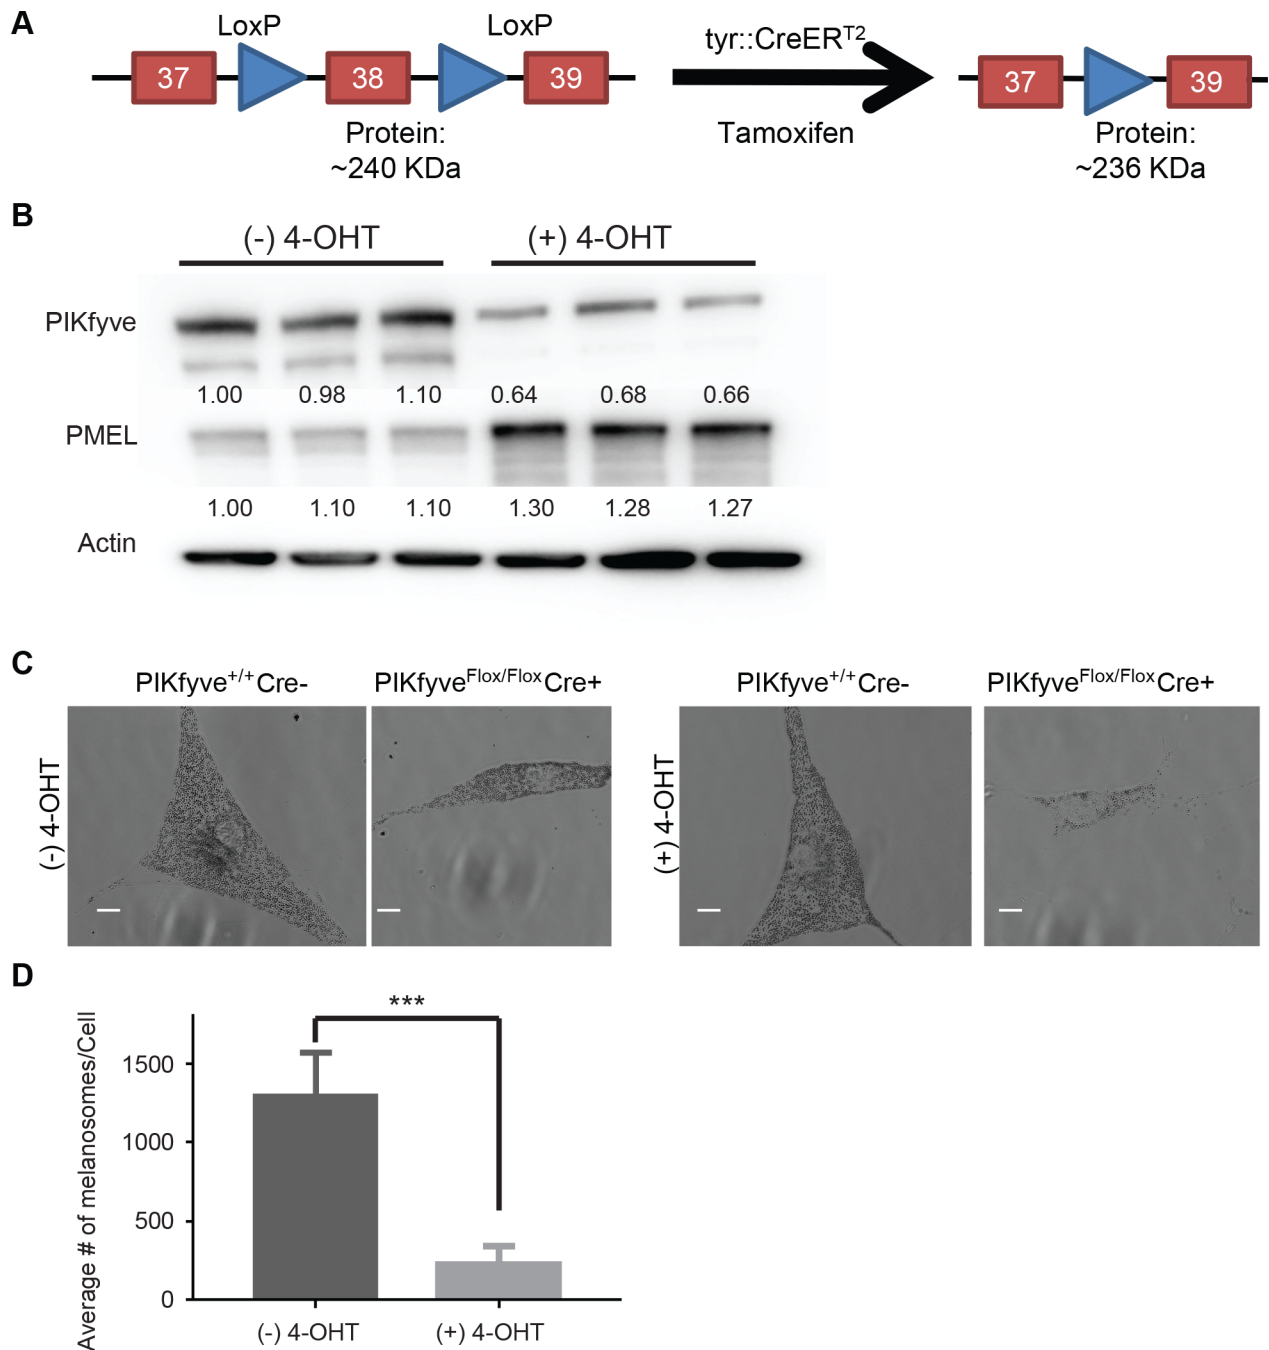 A
LoxP LoxP
37 38 39
Protein:
~240 KDa
tyr::CreERT2
Tamoxifen
37 39
Protein:
~236 KDa
B
(-) 4-OHT (+) 4-OHT
PIKfyve
1.00 0.98 1.10 0.64 0.68 0.66
PMEL
1.00 1.10 1.10 1.30 1.28 1.27
Actin
C
PIKfyve+/+Cre- PIKfyveFlox/FloxCre+ PIKfyve+/+Cre- PIKfyveFlox/FloxCre+
(-) 4-OHT
(+) 4-OHT
D
***
Average # of melanosomes/Cell
1500
1000
500
0
(-) 4-OHT (+) 4-OHT